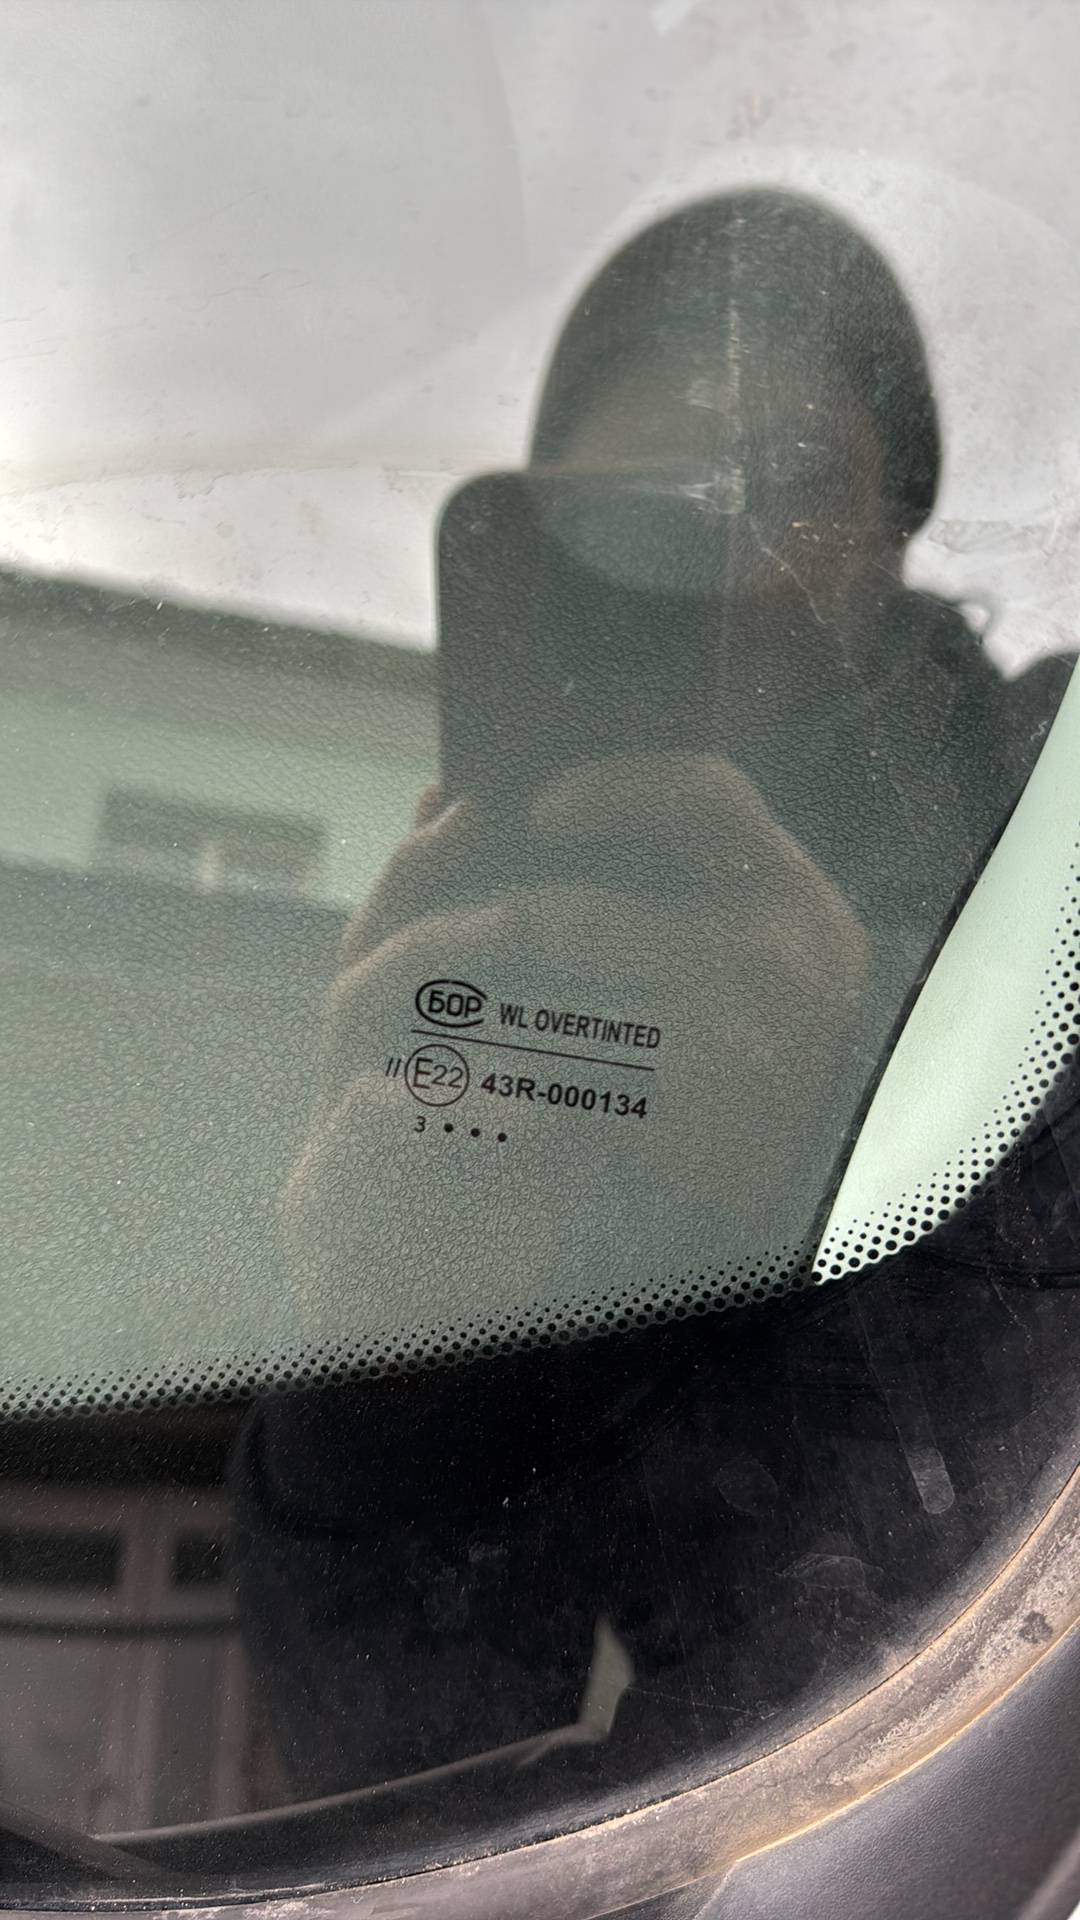 БОР WL OVERTINTED
// E22 43R-000134
3 • • •